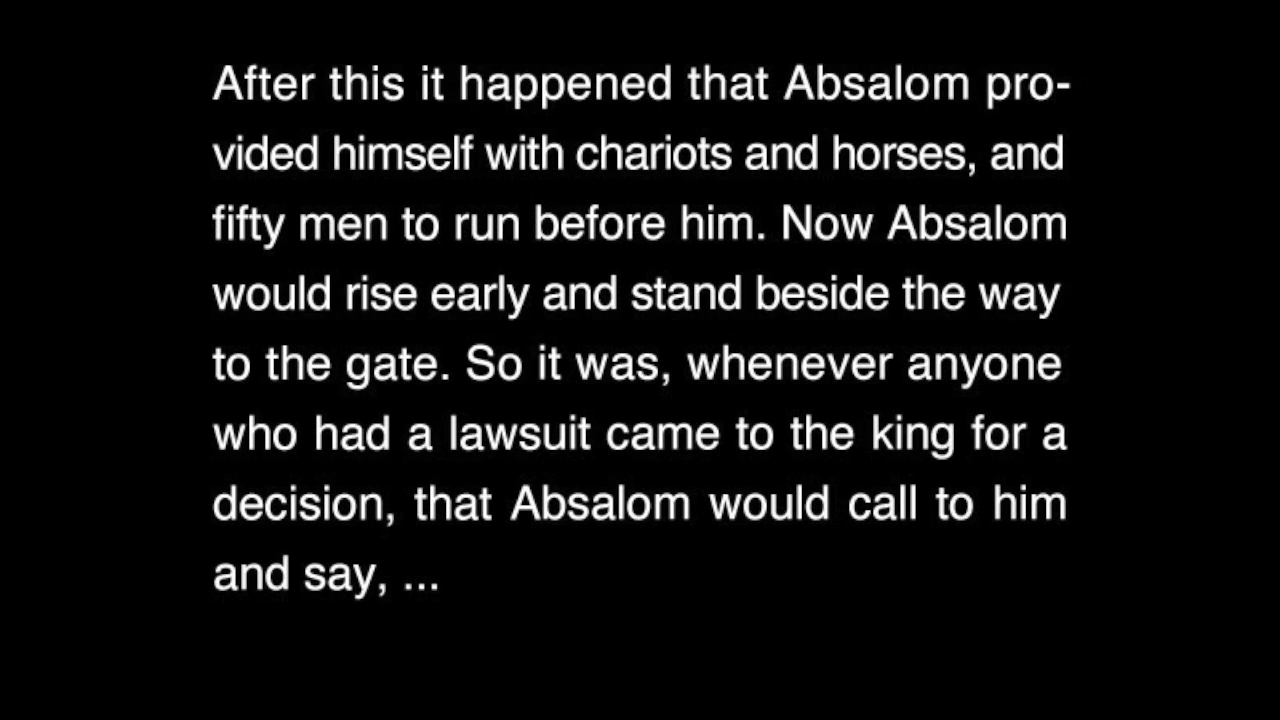 After this it happened that Absalom pro-
vided himself with chariots and horses, and
fifty men to run before him. Now Absalom
would rise early and stand beside the way
to the gate. So it was, whenever anyone
who had a lawsuit came to the king for a
decision, that Absalom would call to him
and say, ...